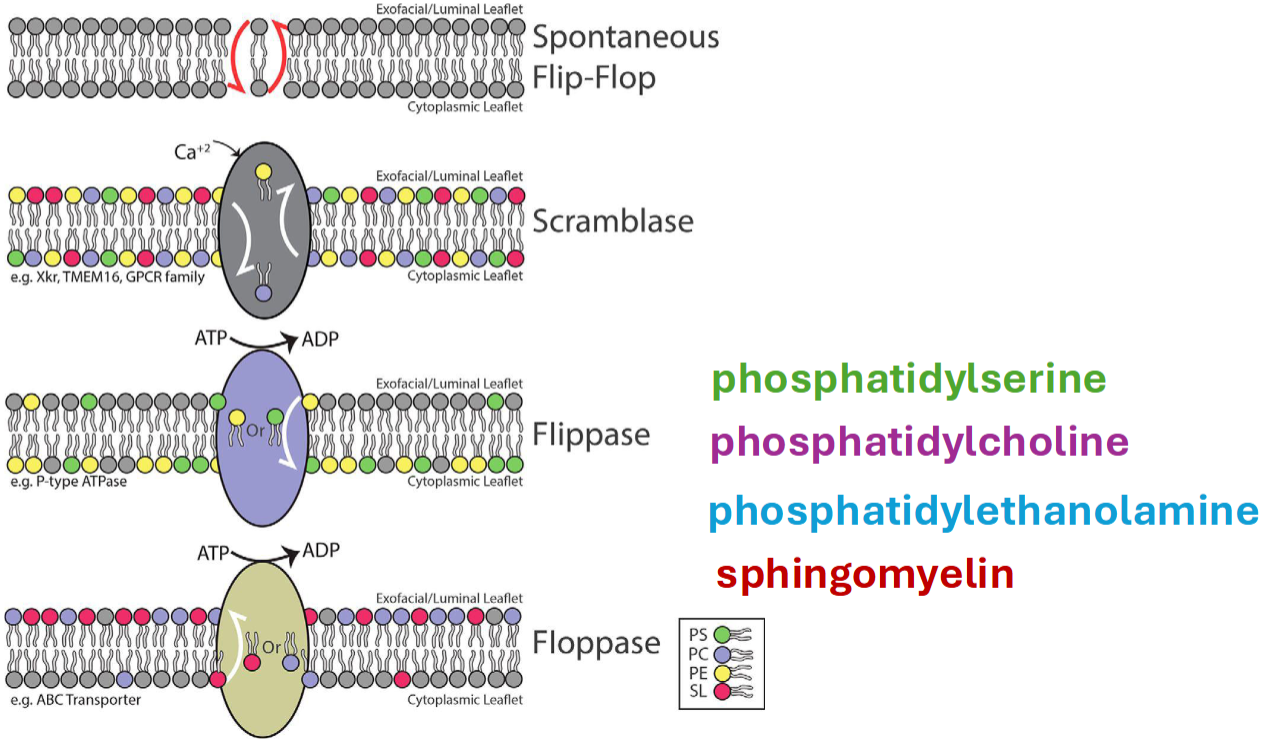 Exofacial/Luminal Leaflet
Spontaneous
Flip-Flop
Cytoplasmic Leaflet
Ca+2
Exofacial/Luminal Leaflet
Scramblase
e.g. Xkr, TMEM16, GPCR family
Cytoplasmic Leaflet
ATP ADP
Exofacial/Luminal Leaflet
Or
Flippase
e.g. P-type ATPase
Cytoplasmic Leaflet
phosphatidylserine
phosphatidylcholine
phosphatidylethanolamine
sphingomyelin
ATP ADP
Exofacial/Luminal Leaflet
Or
Floppase
e.g. ABC Transporter
Cytoplasmic Leaflet
PS
PC
PE
SL